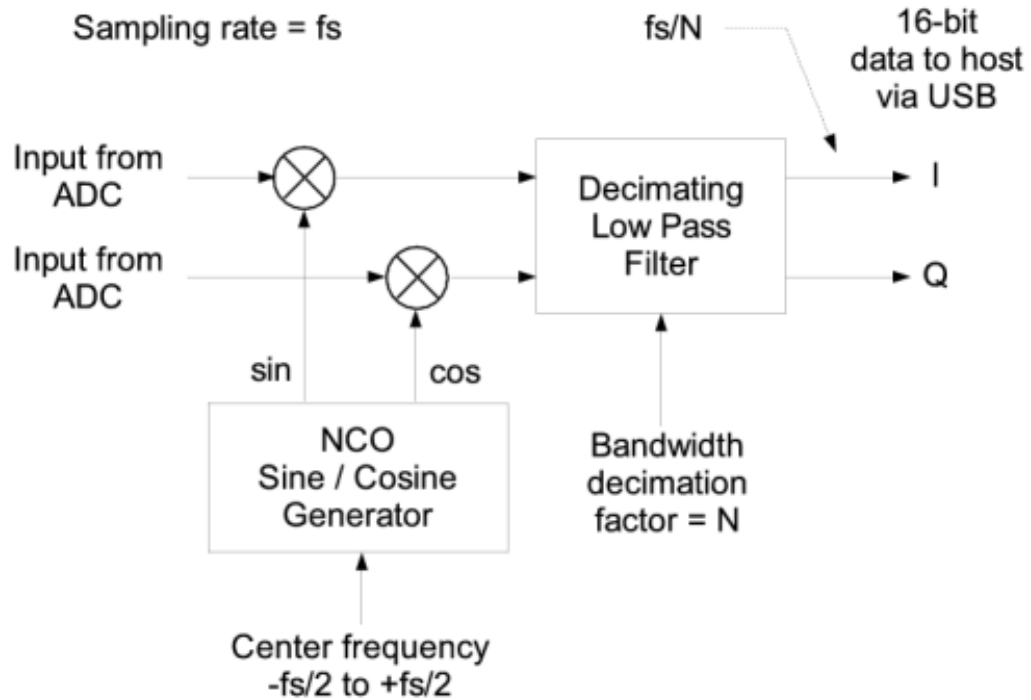 Sampling rate = fs
fs/N
16-bit
data to host
via USB
Input from
ADC
Decimating
Low Pass
Filter
I
Input from
ADC
Q
sin
cos
NCO
Sine / Cosine
Generator
Bandwidth
decimation
factor = N
Center frequency
-fs/2 to +fs/2